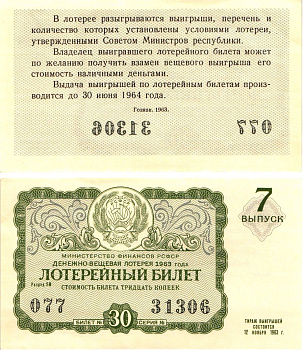 В лотерее разыгрываются выигрыши, перечень и
количество которых установлены условиями лотереи,
утвержденными Советом Министров республики.
Владелец выигравшего лотерейного билета может
по желанию получить взамен вещевого выигрыша его
стоимость наличными деньгами.
Выдача выигрышей по лотерейным билетам произ-
водится до 30 июня 1964 года.
Гознак. 1963.
31306
077
7
ВЫПУСК
МИНИСТЕРСТВО ФИНАНСОВ РСФСР
ДЕНЕЖНО-ВЕЩЕВАЯ ЛОТЕРЕЯ 1963 года
ЛОТЕРЕЙНЫЙ БИЛЕТ
СТОИМОСТЬ БИЛЕТА ТРИДЦАТЬ КОПЕЕК
077 31306
БИЛЕТ № 30 СЕРИЯ №
ТИРАЖ ВЫИГРЫШЕЙ
СОСТОИТСЯ
12 НОЯБРЯ 1963 Г.